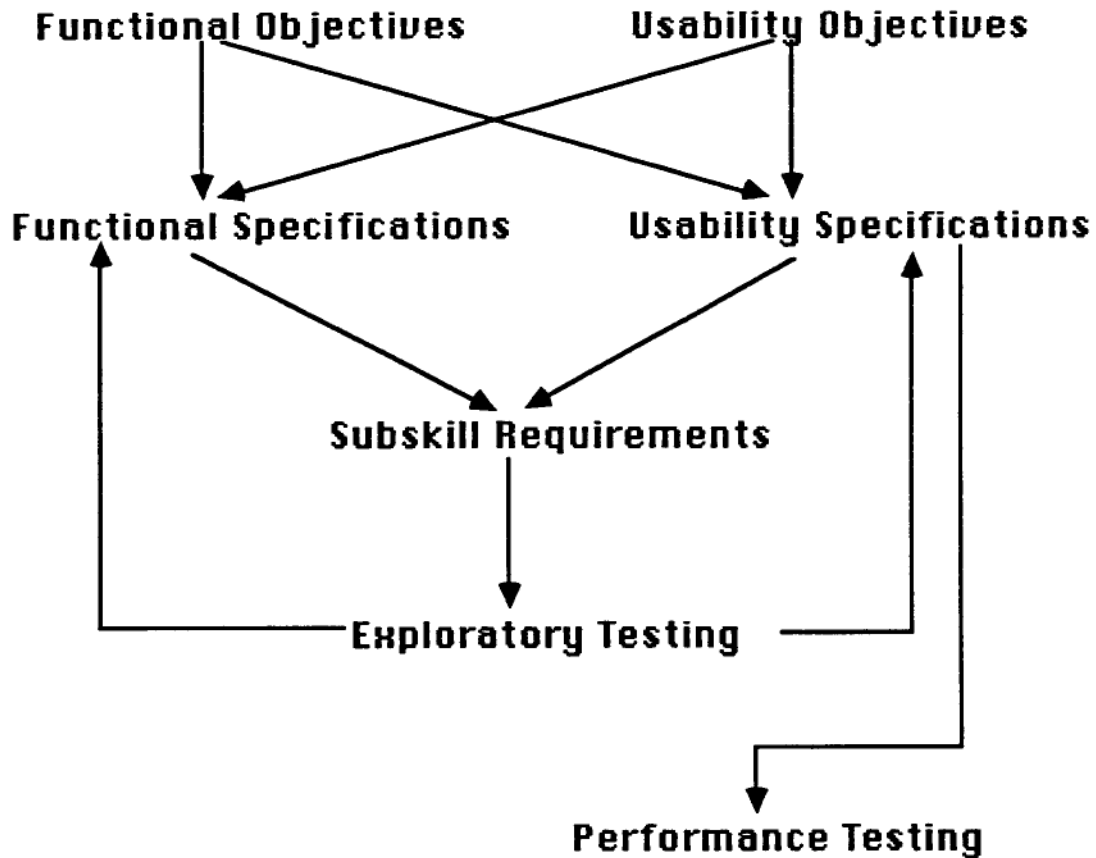 Functional Objectives
Usability Objectives
Functional Specifications
Usability Specifications
Subskill Requirements
Exploratory Testing
Performance Testing